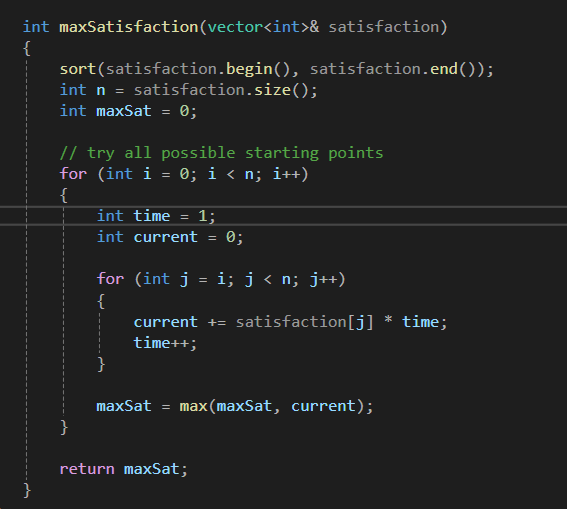 int maxSatisfaction(vector<int>& satisfaction)
{
    sort(satisfaction.begin(), satisfaction.end());
    int n = satisfaction.size();
    int maxSat = 0;

    // try all possible starting points
    for (int i = 0; i < n; i++)
    {
        int time = 1;
        int current = 0;

        for (int j = i; j < n; j++)
        {
            current += satisfaction[j] * time;
            time++;
        }

        maxSat = max(maxSat, current);
    }

    return maxSat;
}